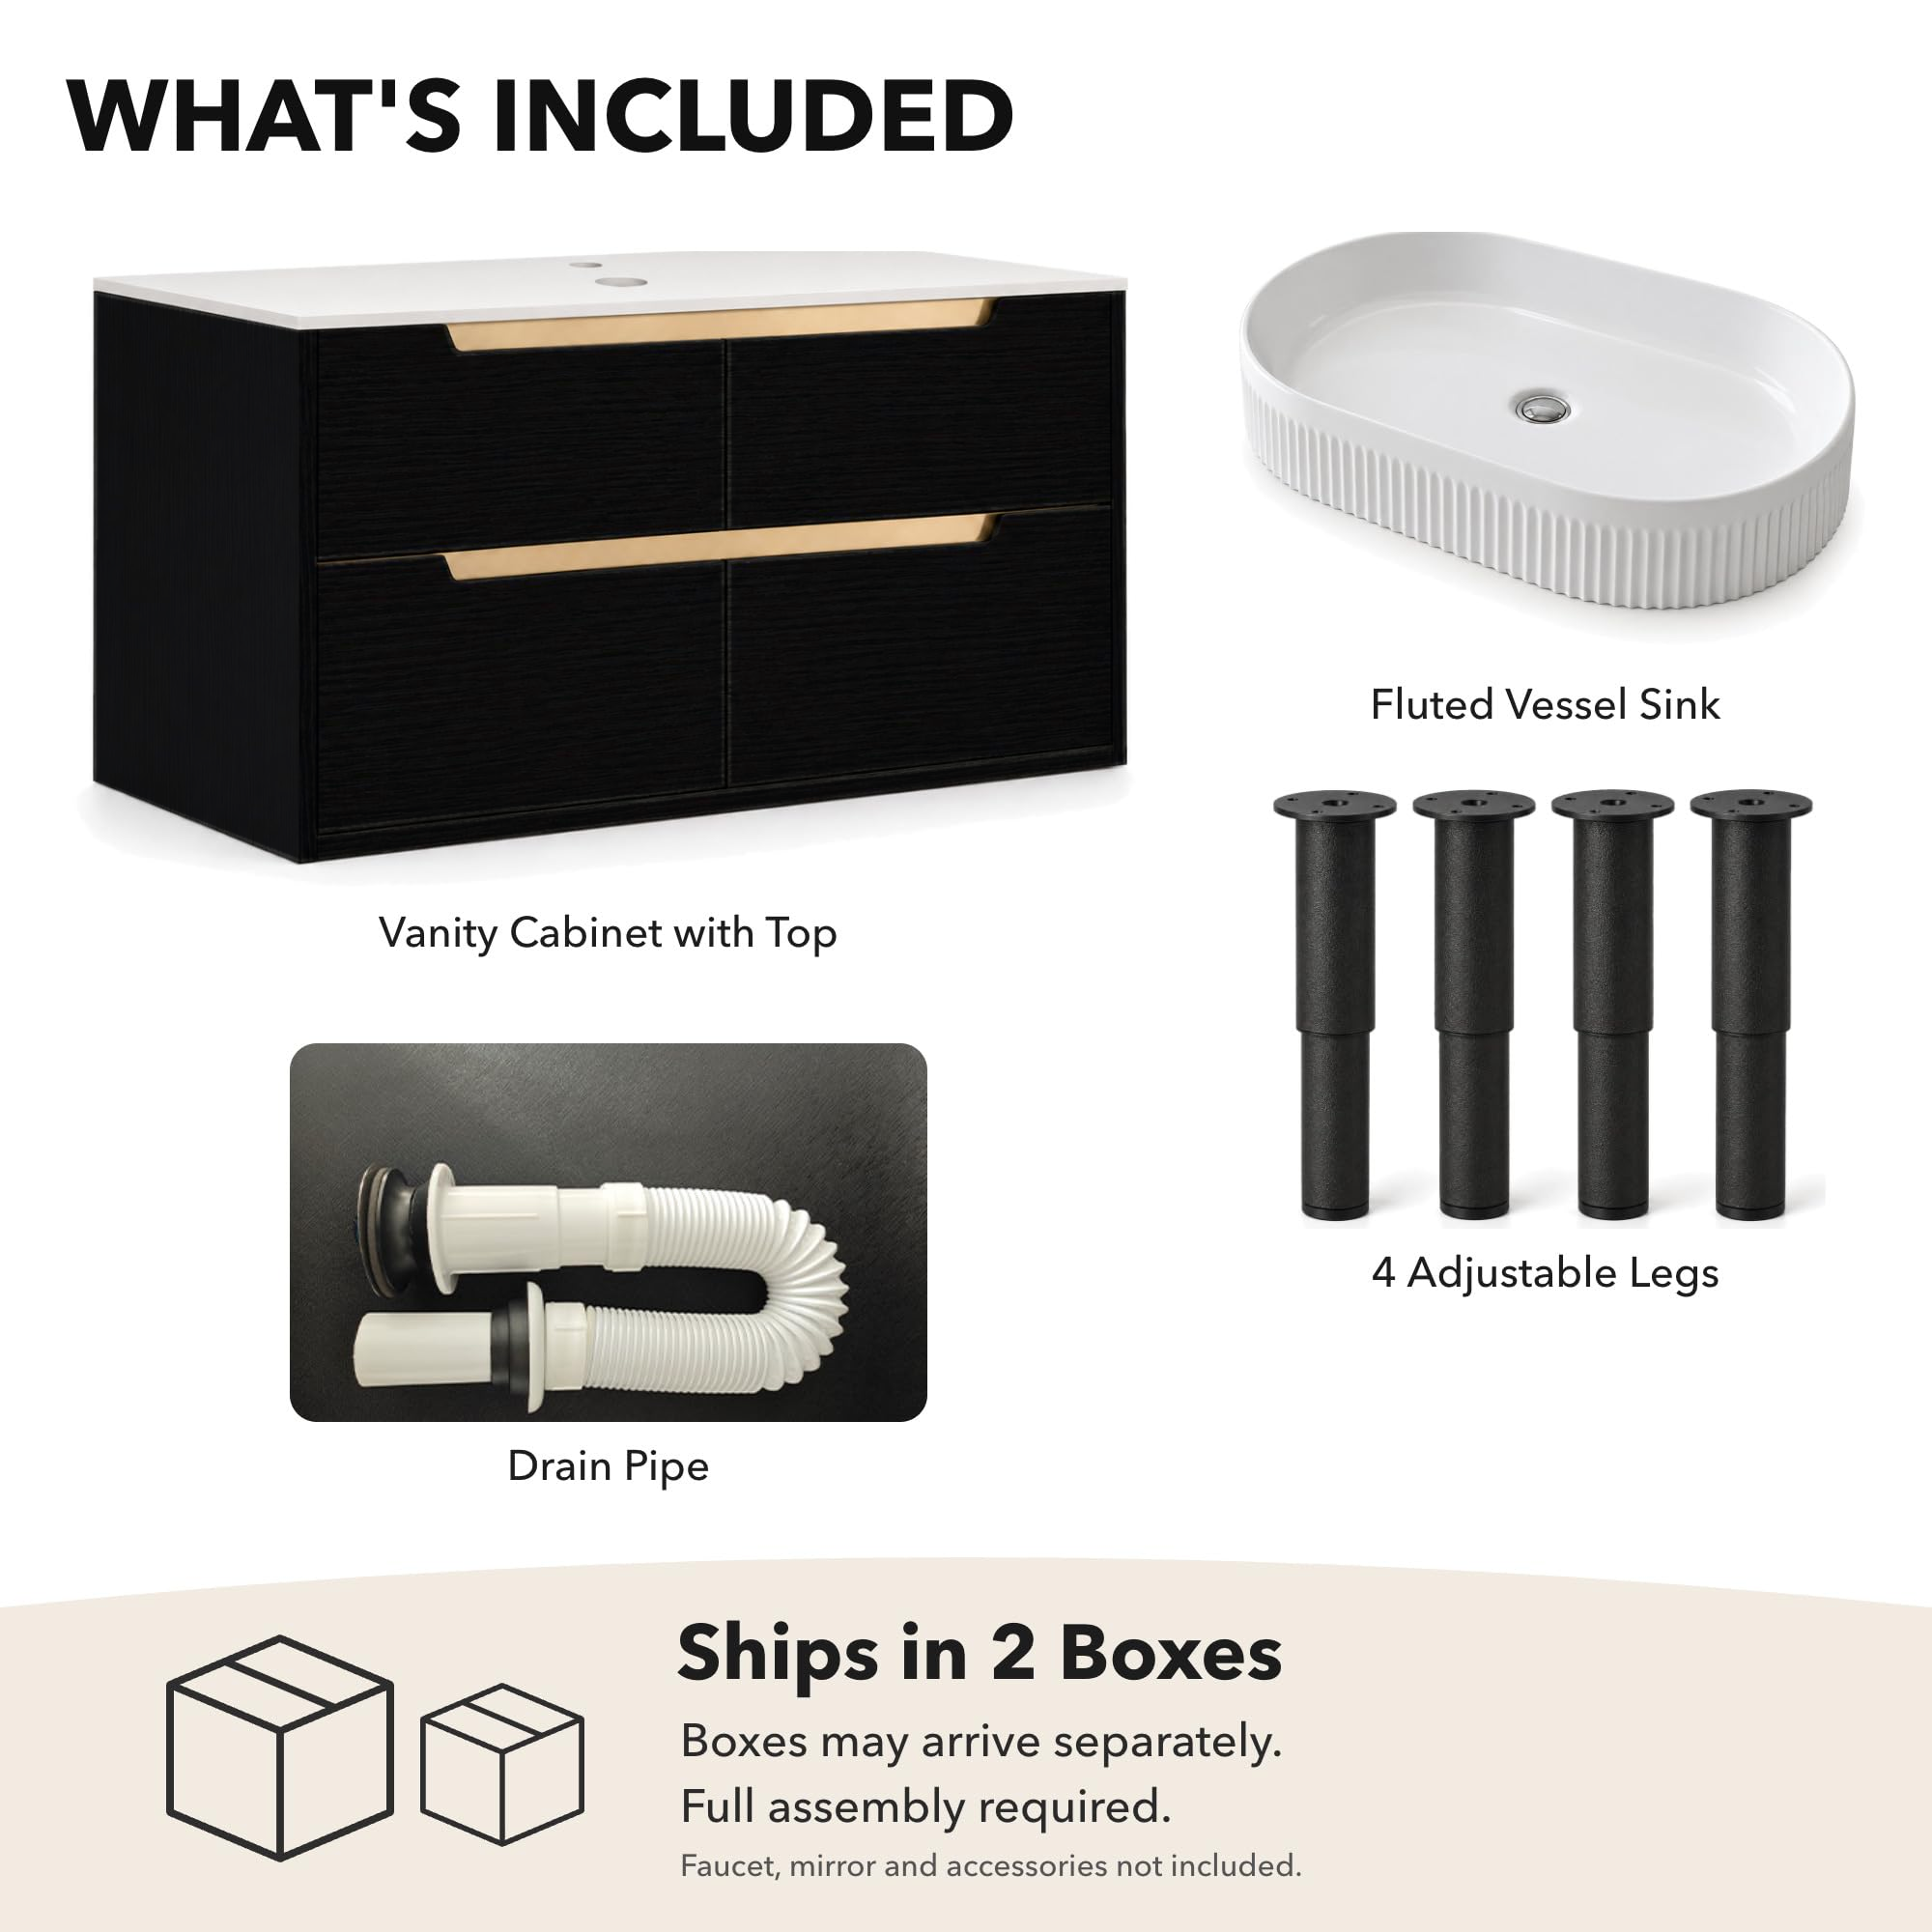 WHAT'S INCLUDED
Fluted Vessel Sink
Vanity Cabinet with Top
4 Adjustable Legs
Drain Pipe
Ships in 2 Boxes
Boxes may arrive separately.
Full assembly required.
Faucet, mirror and accessories not included.